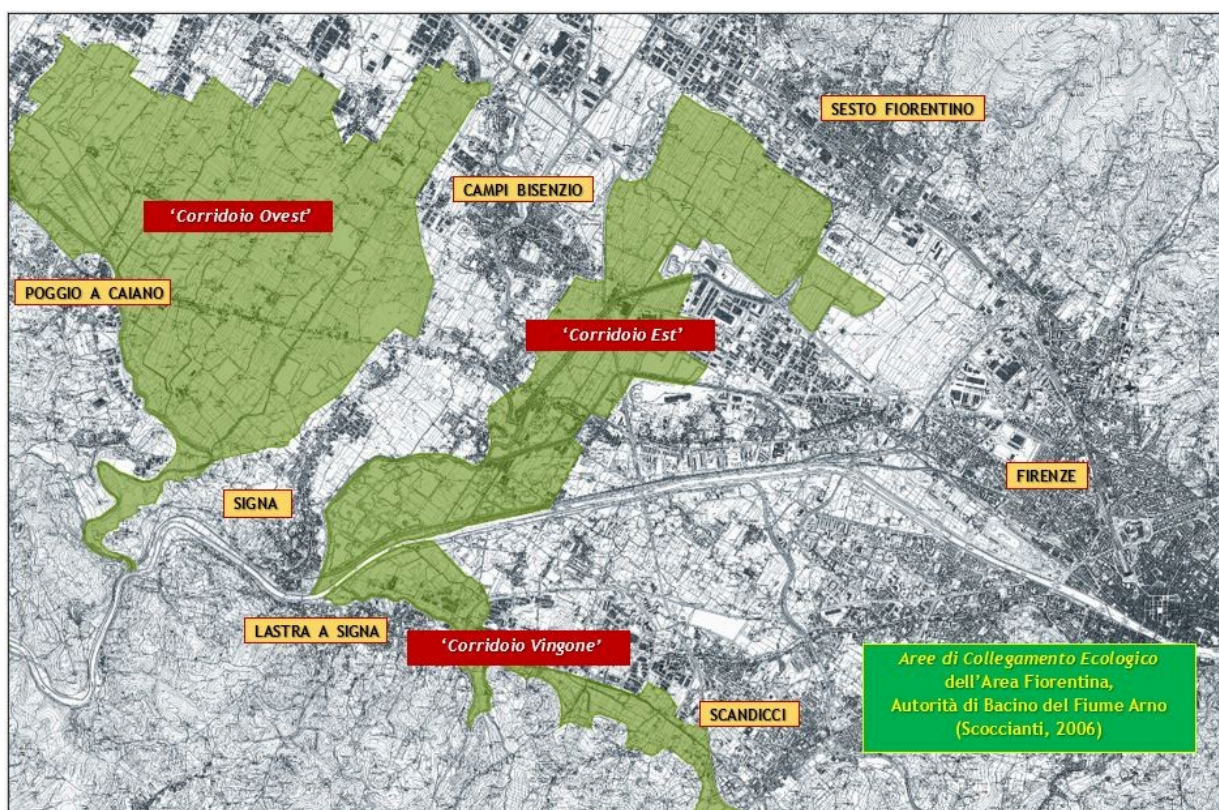 SESTO FIORENTINO
CAMPI BISENZIO
‘Corridoio Ovest’
POGGIO A CAIANO
‘Corridoio Est’
FIRENZE
SIGNA
LASTRA A SIGNA
‘Corridoio Vingone’
SCANDICCI
Aree di Collegamento Ecologico
dell’Area Fiorentina,
Autorità di Bacino del Fiume Arno
(Scoccianti, 2006)